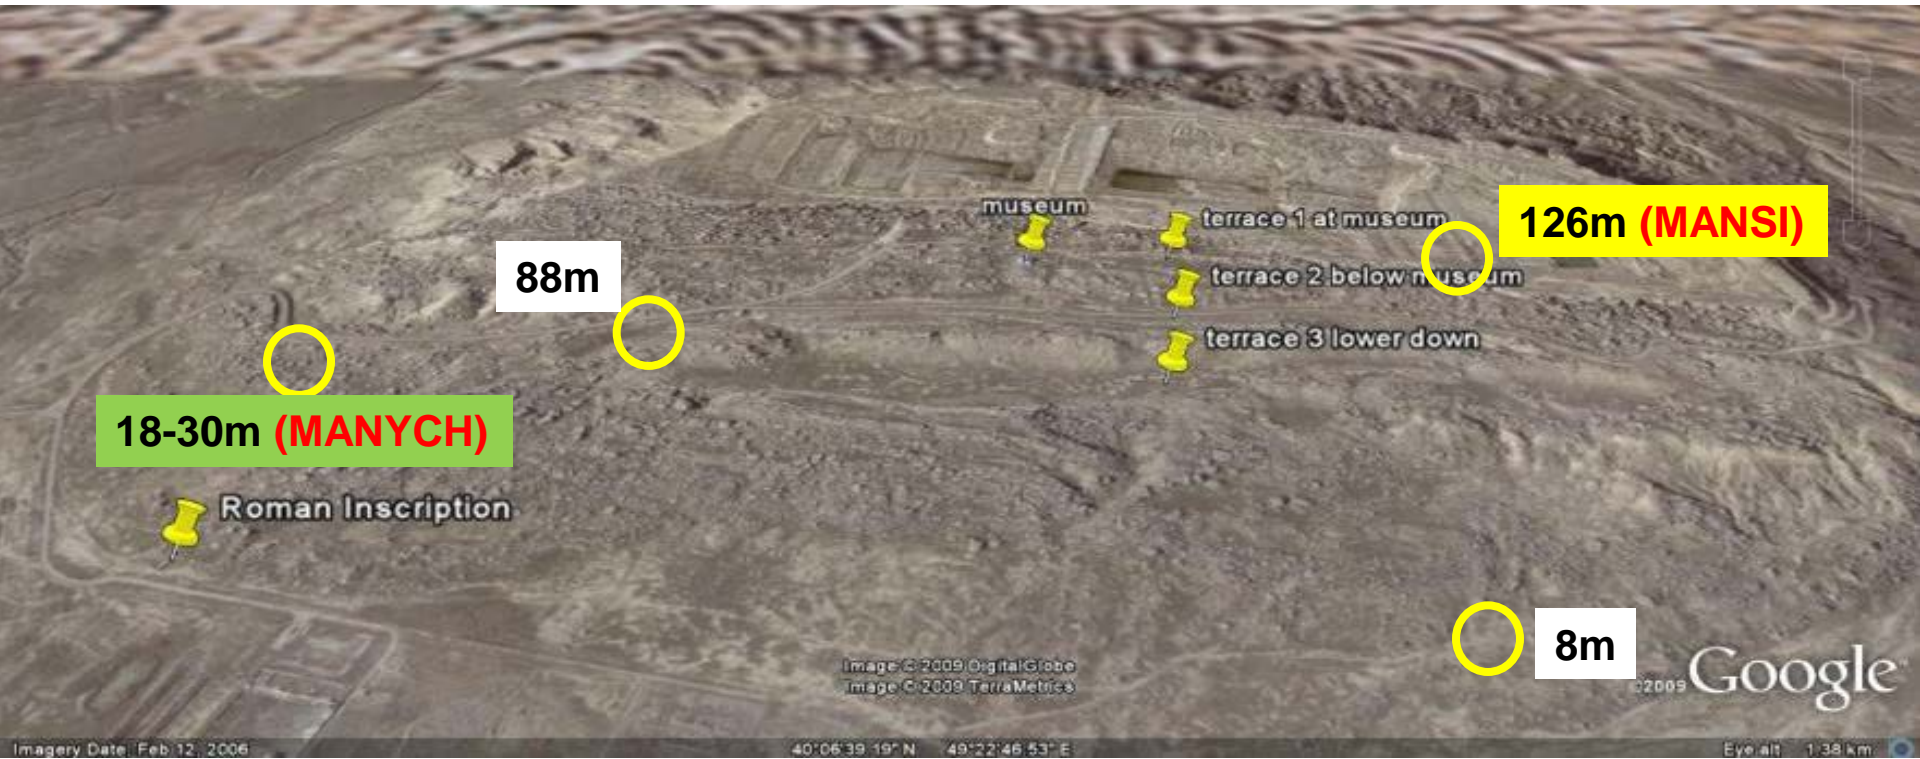 museum
terrace 1 at museum
126m (MANSI)
88m
terrace 2 below museum
terrace 3 lower down
18-30m (MANYCH)
Roman Inscription
8m
Image © 2009 DigitalGlobe
Image © 2009 TerraMetrics
©2009 Google
Imagery Date: Feb 12, 2006
40°06'39.19" N 49°22'46.53" E
Eye alt 1.38 km